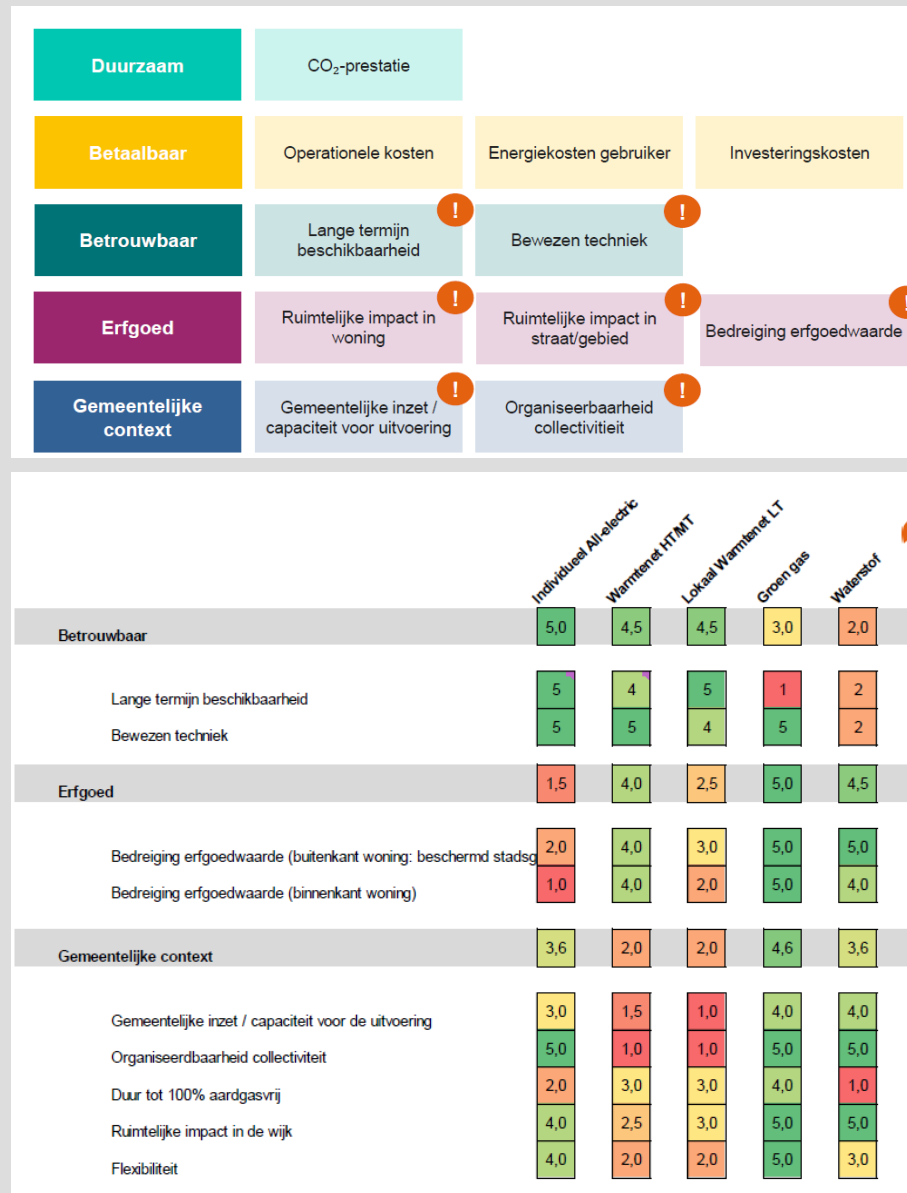 Duurzaam
CO₂-prestatie
Betaalbaar
Operationele kosten
Energiekosten gebruiker
Investeringskosten
Betrouwbaar
Lange termijn
beschikbaarheid
!
Bewezen techniek
!
Erfgoed
Ruimtelijke impact in
woning
!
Ruimtelijke impact in
straat/gebied
!
Bedreiging erfgoedwaarde
!
Gemeentelijke
context
Gemeentelijke inzet /
capaciteit voor uitvoering
!
Organiseerbaarheid
collectivitieit
!
Individueel All-electric
Warmtenet HT/MT
Lokaal Warmtenet LT
Groen gas
Waterstof
Betrouwbaar 5,0 4,5 4,5 3,0 2,0
Lange termijn beschikbaarheid 5 4 5 1 2
Bewezen techniek 5 5 4 5 2
Erfgoed 1,5 4,0 2,5 5,0 4,5
Bedreiging erfgoedwaarde (buitenkant woning: beschermd stadsg 2,0 4,0 3,0 5,0 5,0
Bedreiging erfgoedwaarde (binnenkant woning) 1,0 4,0 2,0 5,0 4,0
Gemeentelijke context 3,6 2,0 2,0 4,6 3,6
Gemeentelijke inzet / capaciteit voor de uitvoering 3,0 1,5 1,0 4,0 4,0
Organiseerdbaarheid collectiviteit 5,0 1,0 1,0 5,0 5,0
Duur tot 100% aardgasvrij 2,0 3,0 3,0 4,0 1,0
Ruimtelijke impact in de wijk 4,0 2,5 3,0 5,0 5,0
Flexibiliteit 4,0 2,0 2,0 5,0 3,0